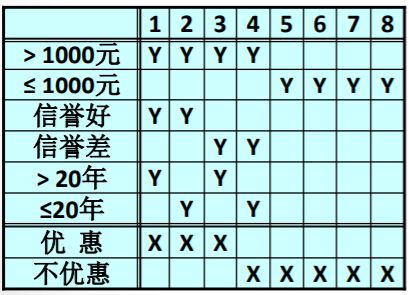 1 2 3 4 5 6 7 8
> 1000元 Y Y Y Y
≤ 1000元 Y Y Y Y
信誉好 Y Y
信誉差 Y Y
> 20年 Y Y
≤20年 Y Y
优 惠 X X X
不优惠 X X X X X